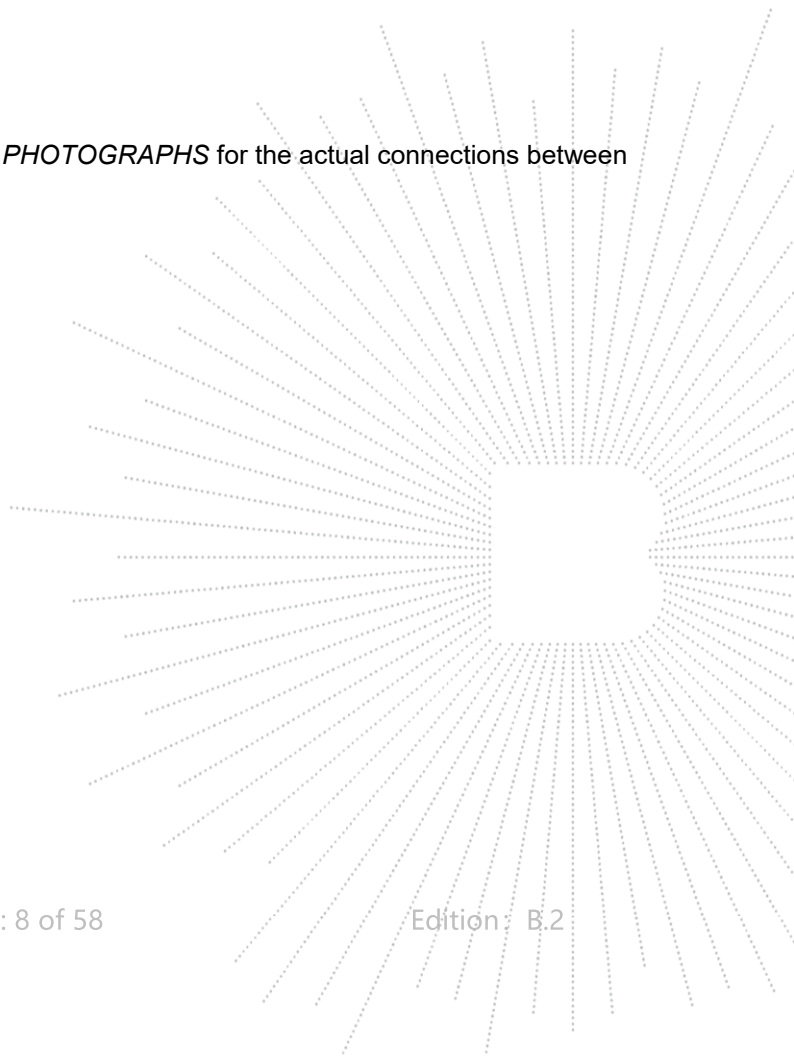 PHOTOGRAPHS for the actual connections between
: 8 of 58 Edition：B.2